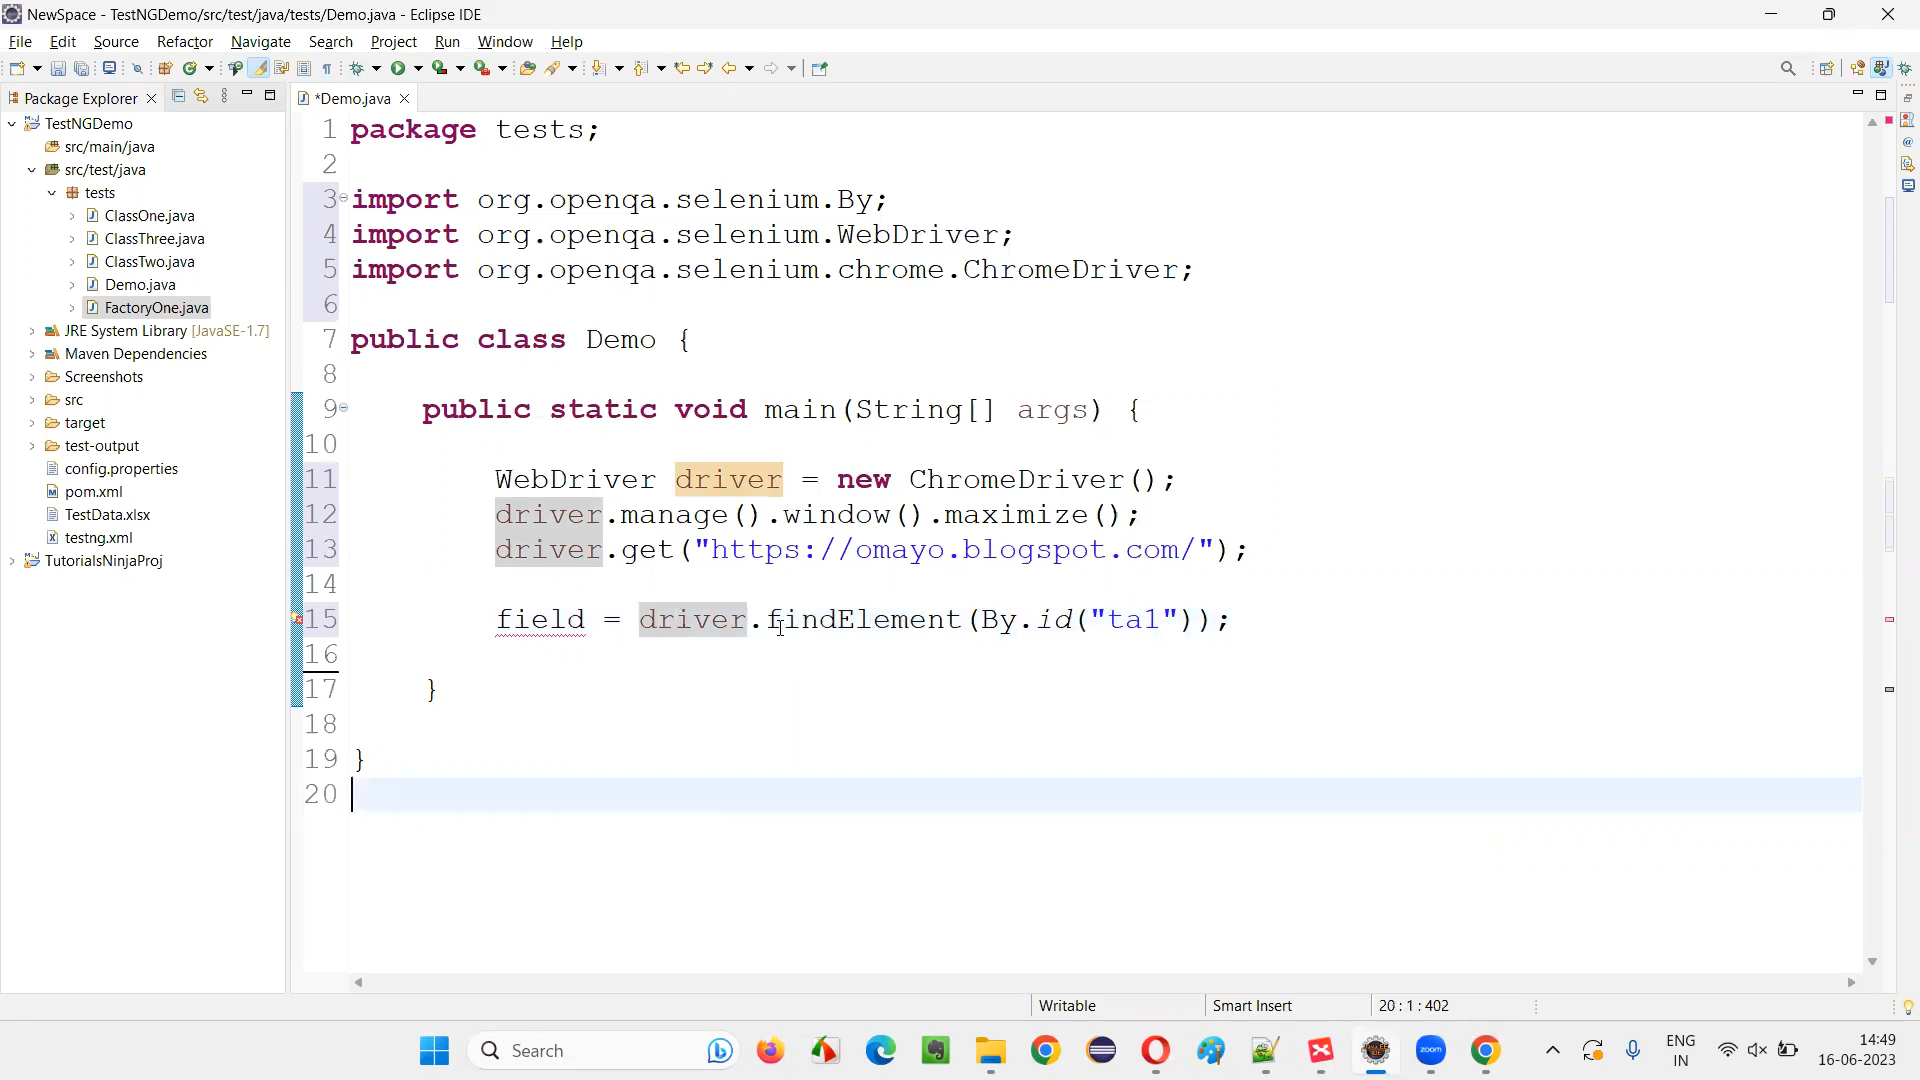 NewSpace - TestNGDemo/src/test/java/tests/Demo.java - Eclipse IDE
File Edit Source Refactor Navigate Search Project Run Window Help
Package Explorer
*Demo.java
TestNGDemo
src/main/java
src/test/java
tests
ClassOne.java
ClassThree.java
ClassTwo.java
Demo.java
FactoryOne.java
JRE System Library [JavaSE-1.7]
Maven Dependencies
Screenshots
src
target
test-output
config.properties
pom.xml
TestData.xlsx
testng.xml
TutorialsNinjaProj
1 package tests;
2
3 import org.openqa.selenium.By;
4 import org.openqa.selenium.WebDriver;
5 import org.openqa.selenium.chrome.ChromeDriver;
6
7 public class Demo {
8
9 public static void main(String[] args) {
10
11 WebDriver driver = new ChromeDriver();
12 driver.manage().window().maximize();
13 driver.get("https://omayo.blogspot.com/");
14
15 field = driver.findElement(By.id("ta1"));
16
17 }
18
19 }
20
Writable Smart Insert 20 : 1 : 402
Search
zoom
ENG
IN
14:49
16-06-2023